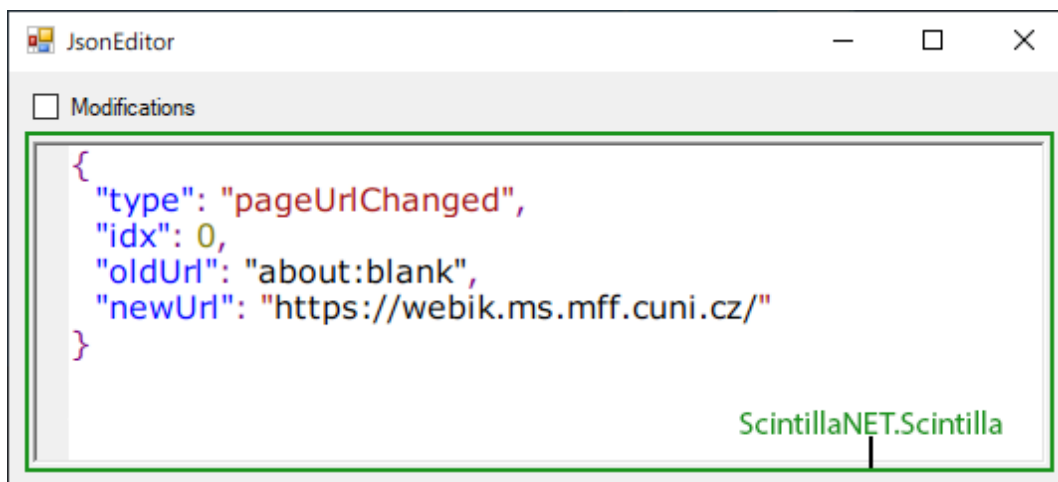 JsonEditor
Modifications
{
"type": "pageUrlChanged",
"idx": 0,
"oldUrl": "about:blank",
"newUrl": "https://webik.ms.mff.cuni.cz/"
}
ScintillaNET.Scintilla